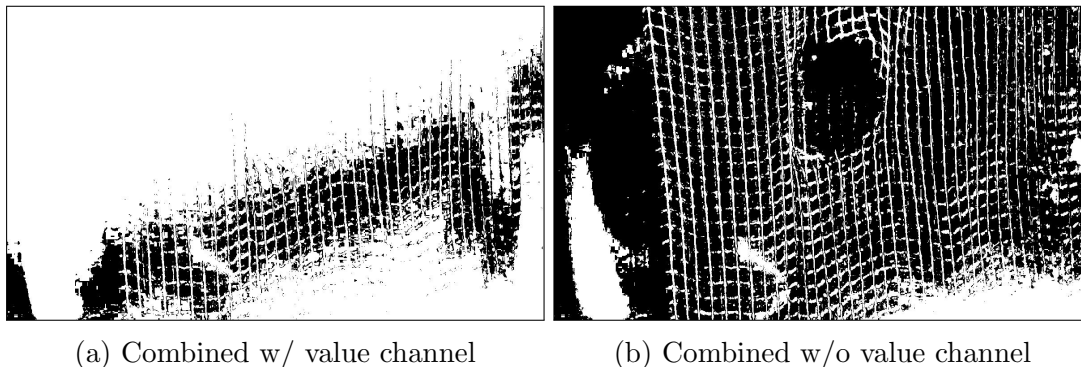 (a) Combined w/ value channel
(b) Combined w/o value channel